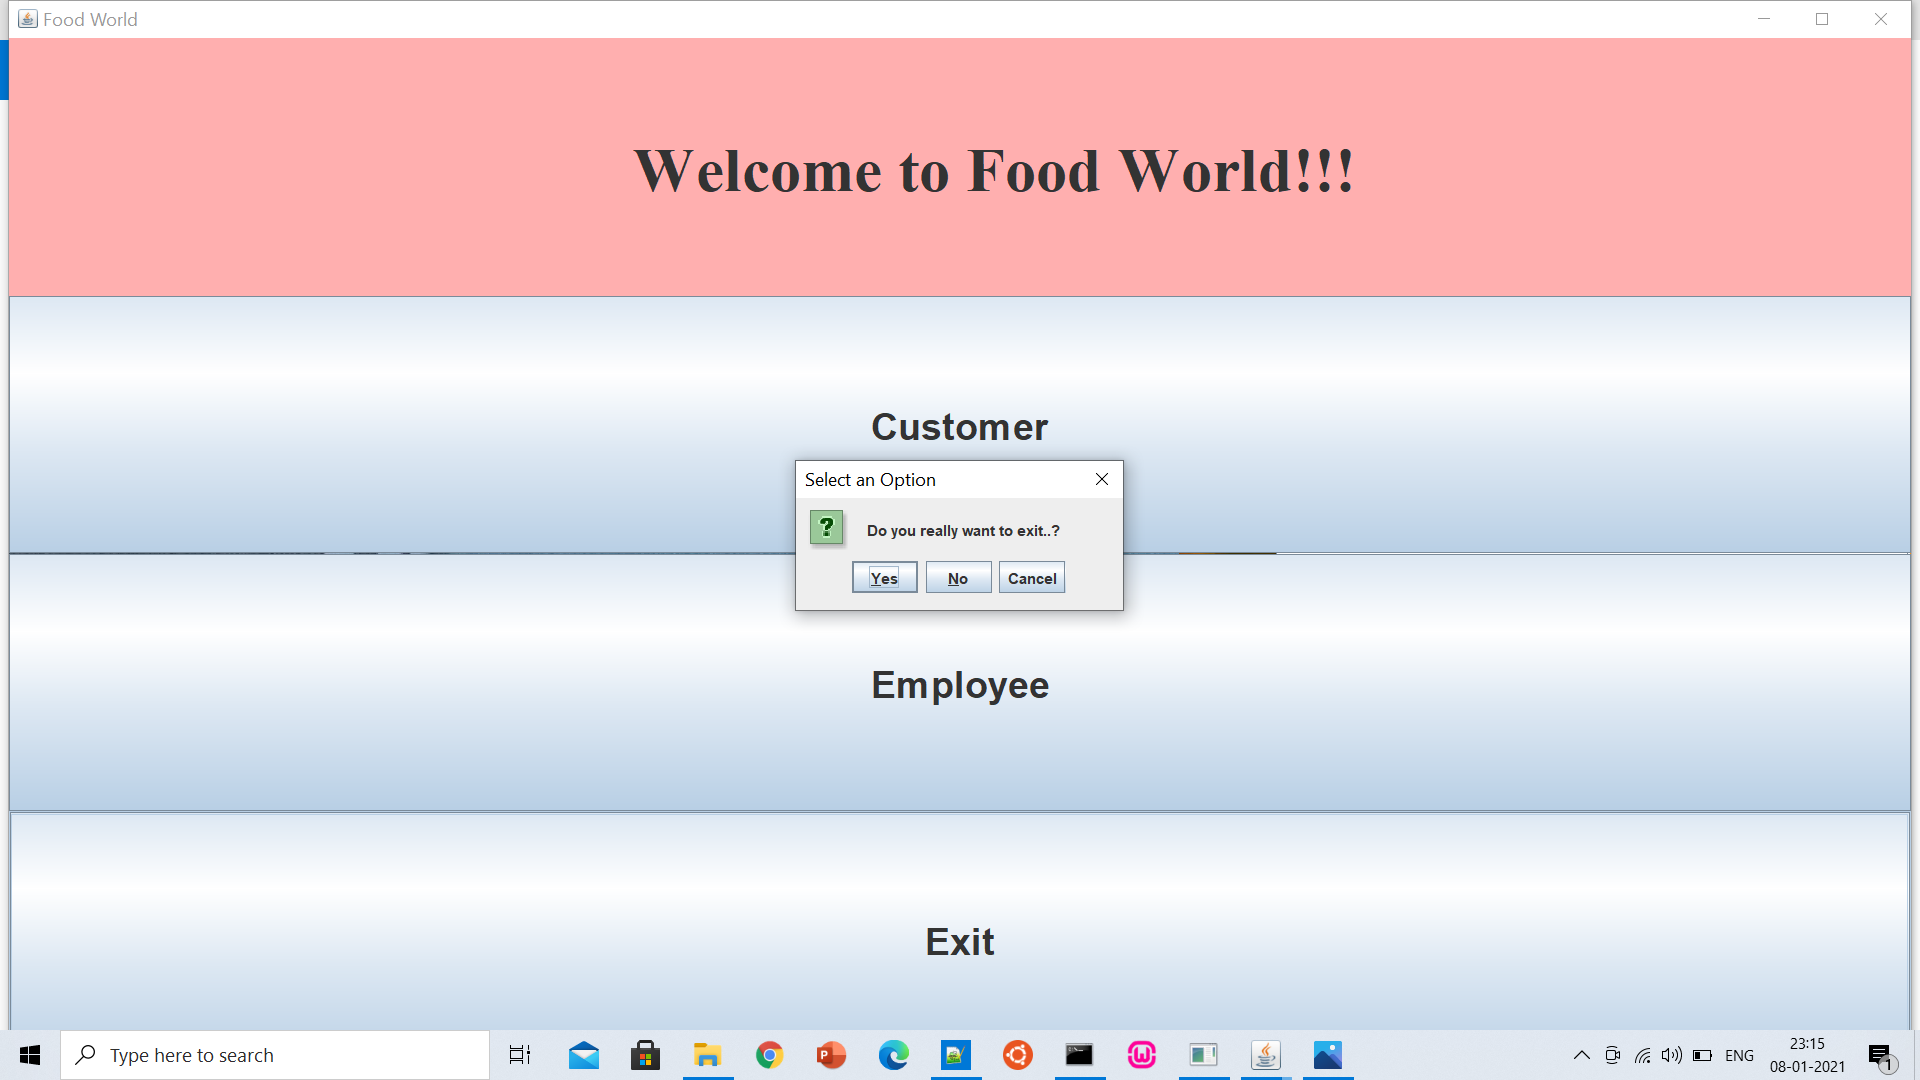 Food World
Welcome to Food World!!!
Customer
Select an Option
?
Do you really want to exit..?
Yes
No
Cancel
Employee
Exit
Type here to search
P
W
ENG
23:15
08-01-2021
1